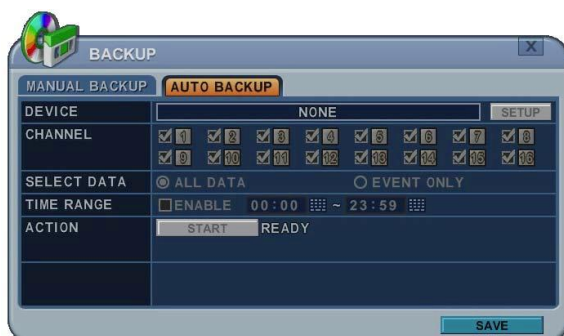 BACKUP X
MANUAL BACKUP AUTO BACKUP
DEVICE NONE SETUP
CHANNEL 1 2 3 4 5 6 7 8
9 10 11 12 13 14 15 16
SELECT DATA ALL DATA EVENT ONLY
TIME RANGE ENABLE 00:00 ~ 23:59
ACTION START READY
SAVE